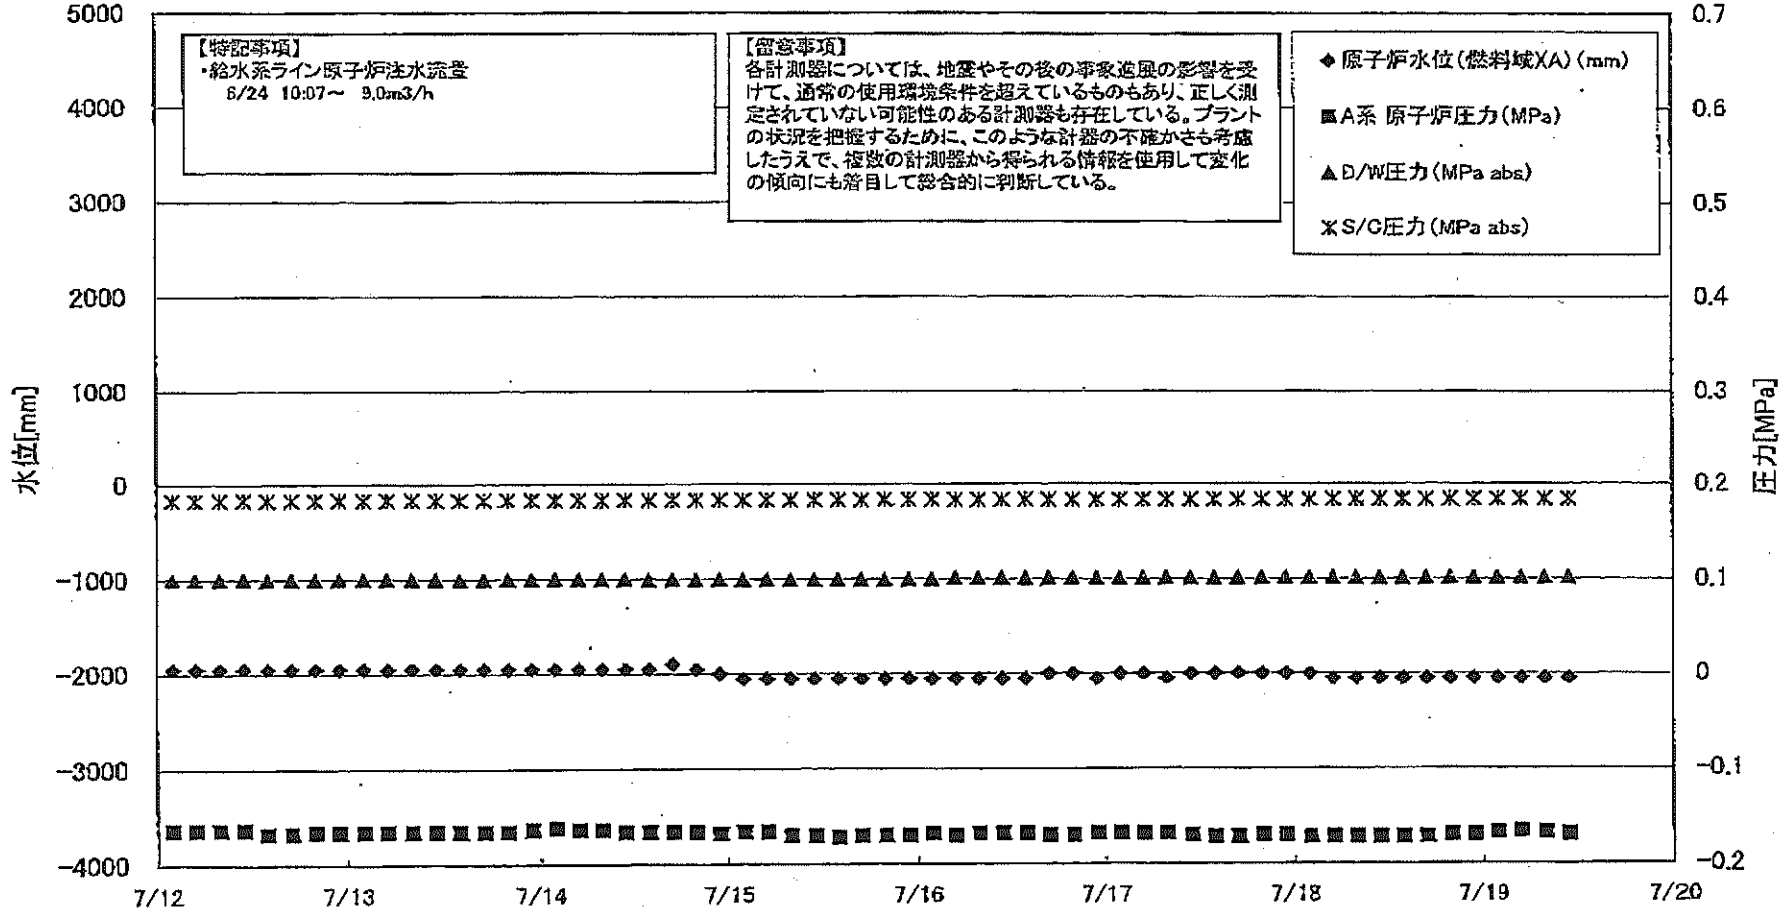 5000
4000
3000
2000
1000
0
-1000
-2000
-3000
-4000
水位[mm]
【特記事項】
・給水系ライン原子炉注水流量
6/24 10:07～ 9.0m3/h
【留意事項】
各計測器については、地震やその後の事象進展の影響を受
けて、通常の使用環境条件を超えているものもあり、正しく測
定されていない可能性のある計測器も存在している。プラント
の状況を把握するために、このような計器の不確かさも考慮
したうえで、複数の計測器から得られる情報を使用して変化
の傾向にも着目して総合的に判断している。
原子炉水位(燃料域)(A)(mm)
A系 原子炉圧力(MPa)
D/W圧力(MPa abs)
S/C圧力(MPa abs)
0.7
0.6
0.5
0.4
0.3
0.2
0.1
0
-0.1
-0.2
圧力[MPa]
7/12 7/13 7/14 7/15 7/16 7/17 7/18 7/19 7/20